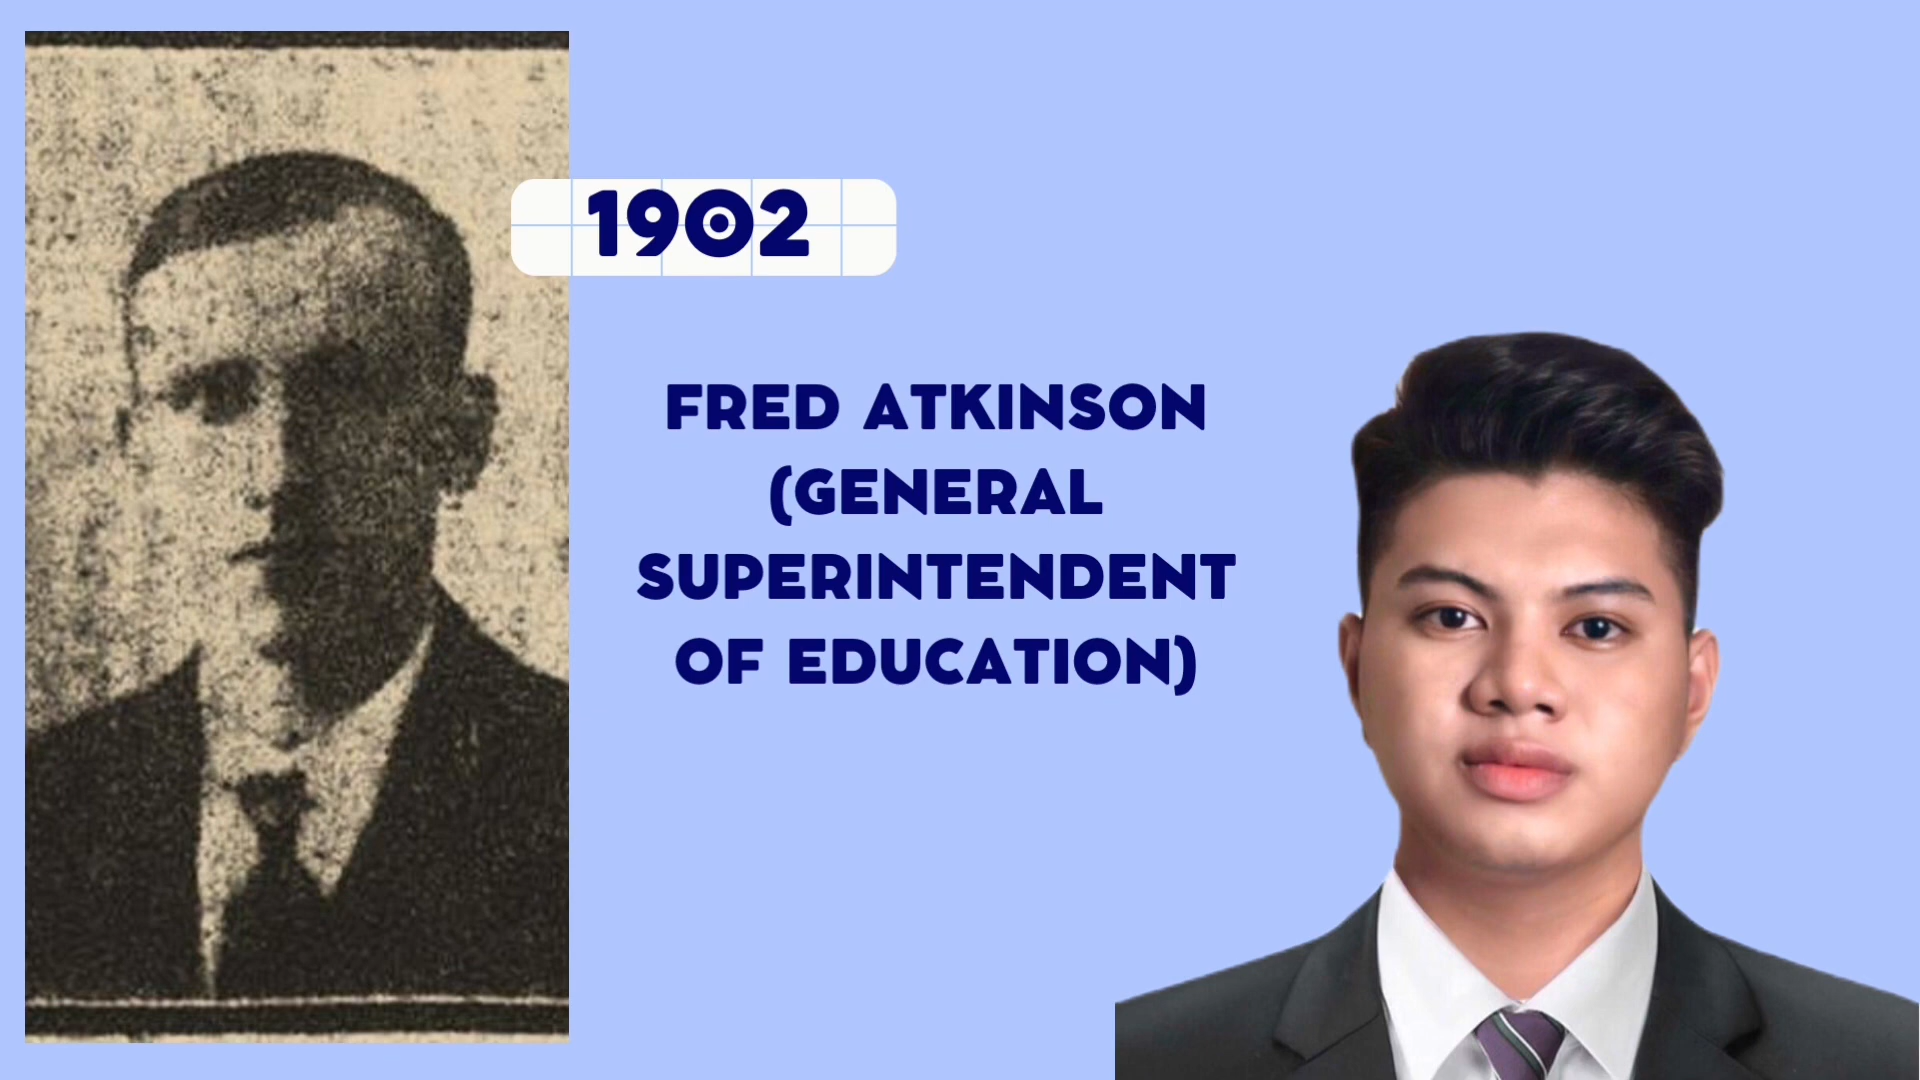 1902
FRED ATKINSON
(GENERAL
SUPERINTENDENT
OF EDUCATION)